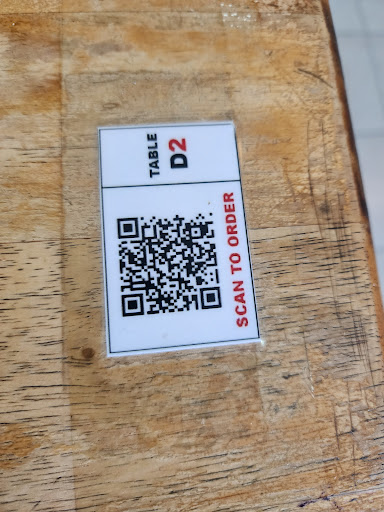 TABLE
D2
SCAN TO ORDER